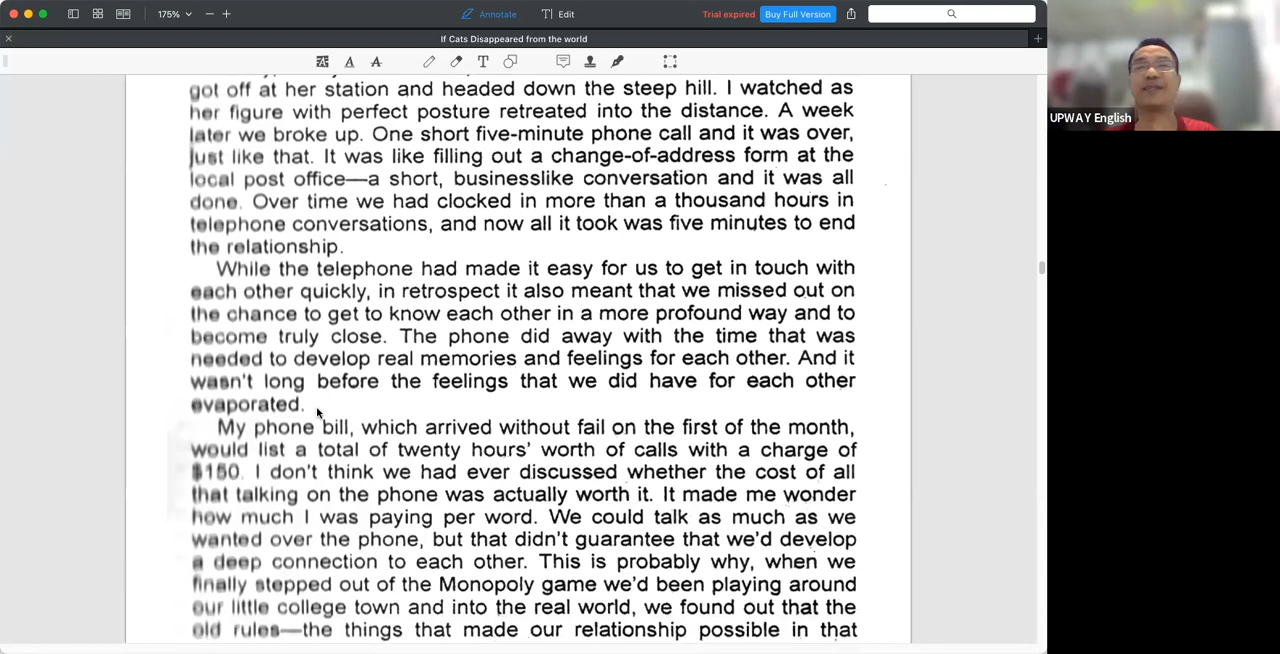 175%
Annotate
Edit
Trial expired
Buy Full Version
If Cats Disappeared from the world
got off at her station and headed down the steep hill. I watched as
her figure with perfect posture retreated into the distance. A week
later we broke up. One short five-minute phone call and it was over,
just like that. It was like filling out a change-of-address form at the
local post office—a short, businesslike conversation and it was all
done. Over time we had clocked in more than a thousand hours in
telephone conversations, and now all it took was five minutes to end
the relationship.
While the telephone had made it easy for us to get in touch with
each other quickly, in retrospect it also meant that we missed out on
the chance to get to know each other in a more profound way and to
become truly close. The phone did away with the time that was
needed to develop real memories and feelings for each other. And it
wasn't long before the feelings that we did have for each other
evaporated.
My phone bill, which arrived without fail on the first of the month,
would list a total of twenty hours' worth of calls with a charge of
$150. I don't think we had ever discussed whether the cost of all
that talking on the phone was actually worth it. It made me wonder
how much I was paying per word. We could talk as much as we
wanted over the phone, but that didn't guarantee that we'd develop
a deep connection to each other. This is probably why, when we
finally stepped out of the Monopoly game we'd been playing around
our little college town and into the real world, we found out that the
old rules—the things that made our relationship possible in that
UPWAY English